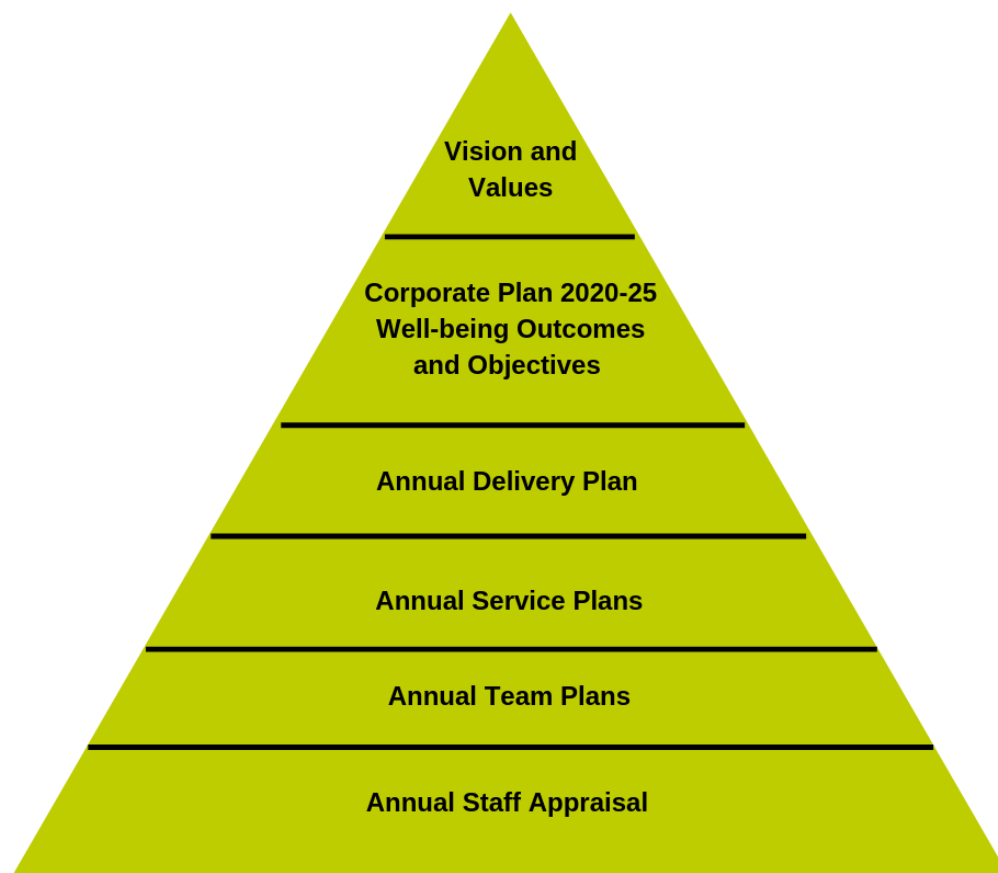 Vision and
Values
Corporate Plan 2020-25
Well-being Outcomes
and Objectives
Annual Delivery Plan
Annual Service Plans
Annual Team Plans
Annual Staff Appraisal